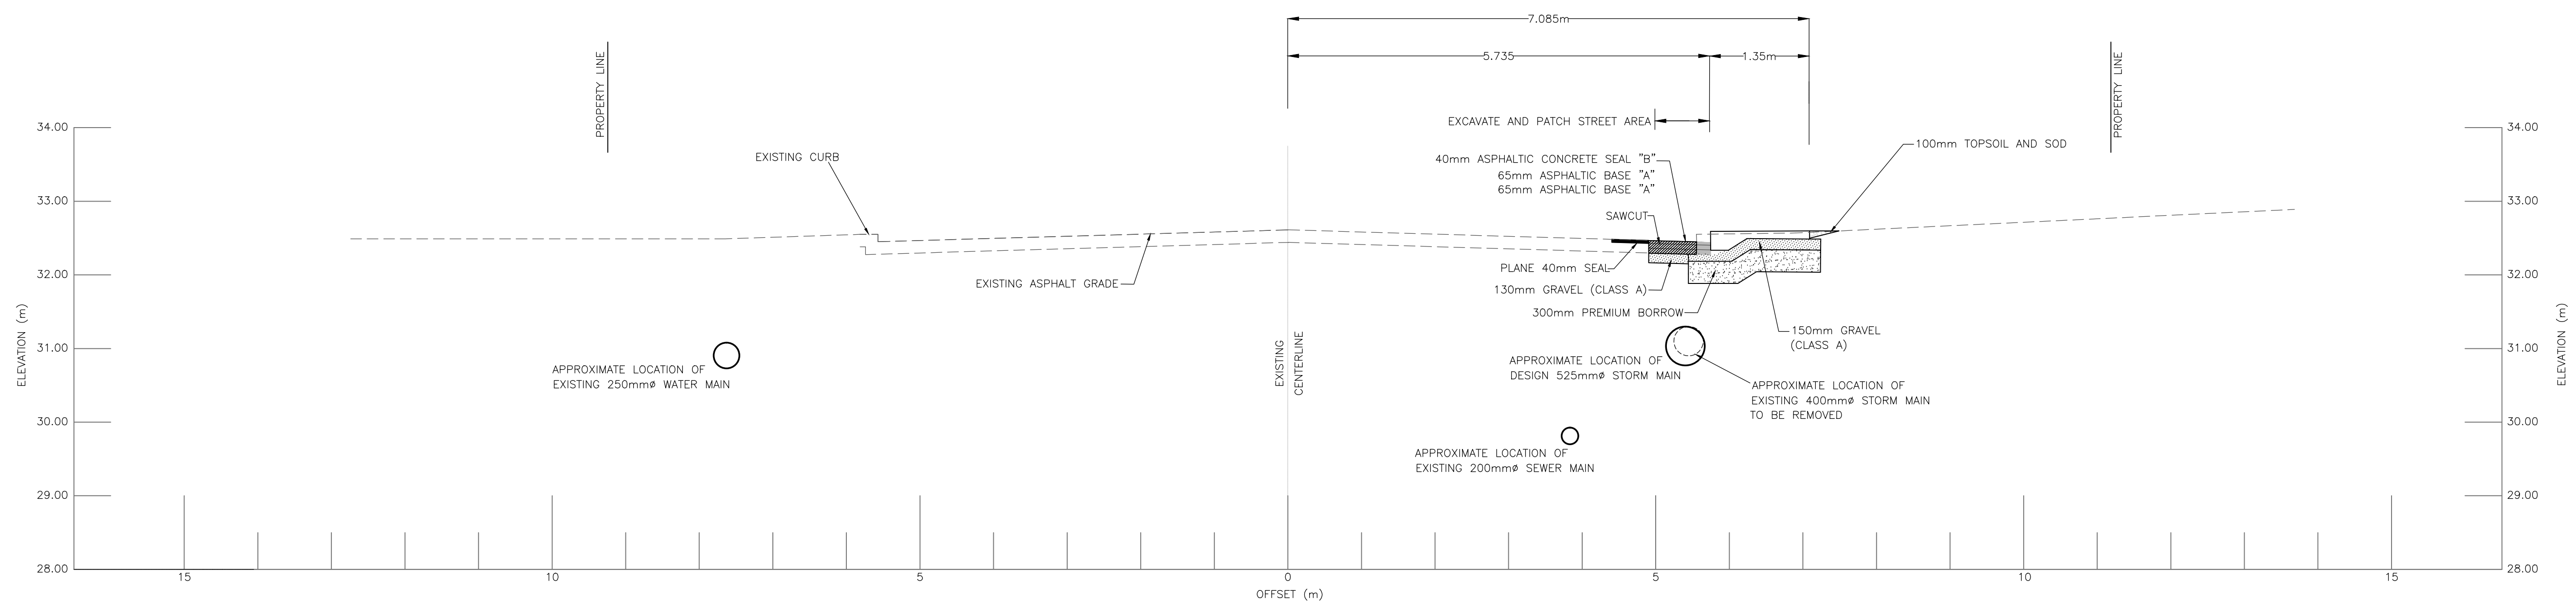 7.085m
5.735
1.35m
PROPERTY LINE
PROPERTY LINE
EXCAVATE AND PATCH STREET AREA
34.00
34.00
EXISTING CURB
40mm ASPHALTIC CONCRETE SEAL "B"
65mm ASPHALTIC BASE "A"
65mm ASPHALTIC BASE "A"
100mm TOPSOIL AND SOD
33.00
33.00
SAWCUT
PLANE 40mm SEAL
32.00
32.00
EXISTING ASPHALT GRADE
130mm GRAVEL (CLASS A)
300mm PREMIUM BORROW
150mm GRAVEL
(CLASS A)
ELEVATION (m)
ELEVATION (m)
31.00
31.00
EXISTING
CENTERLINE
APPROXIMATE LOCATION OF
EXISTING 250mmø WATER MAIN
APPROXIMATE LOCATION OF
DESIGN 525mmø STORM MAIN
APPROXIMATE LOCATION OF
EXISTING 400mmø STORM MAIN
TO BE REMOVED
30.00
30.00
APPROXIMATE LOCATION OF
EXISTING 200mmø SEWER MAIN
29.00
29.00
28.00
28.00
15
10
5
0
5
10
15
OFFSET (m)